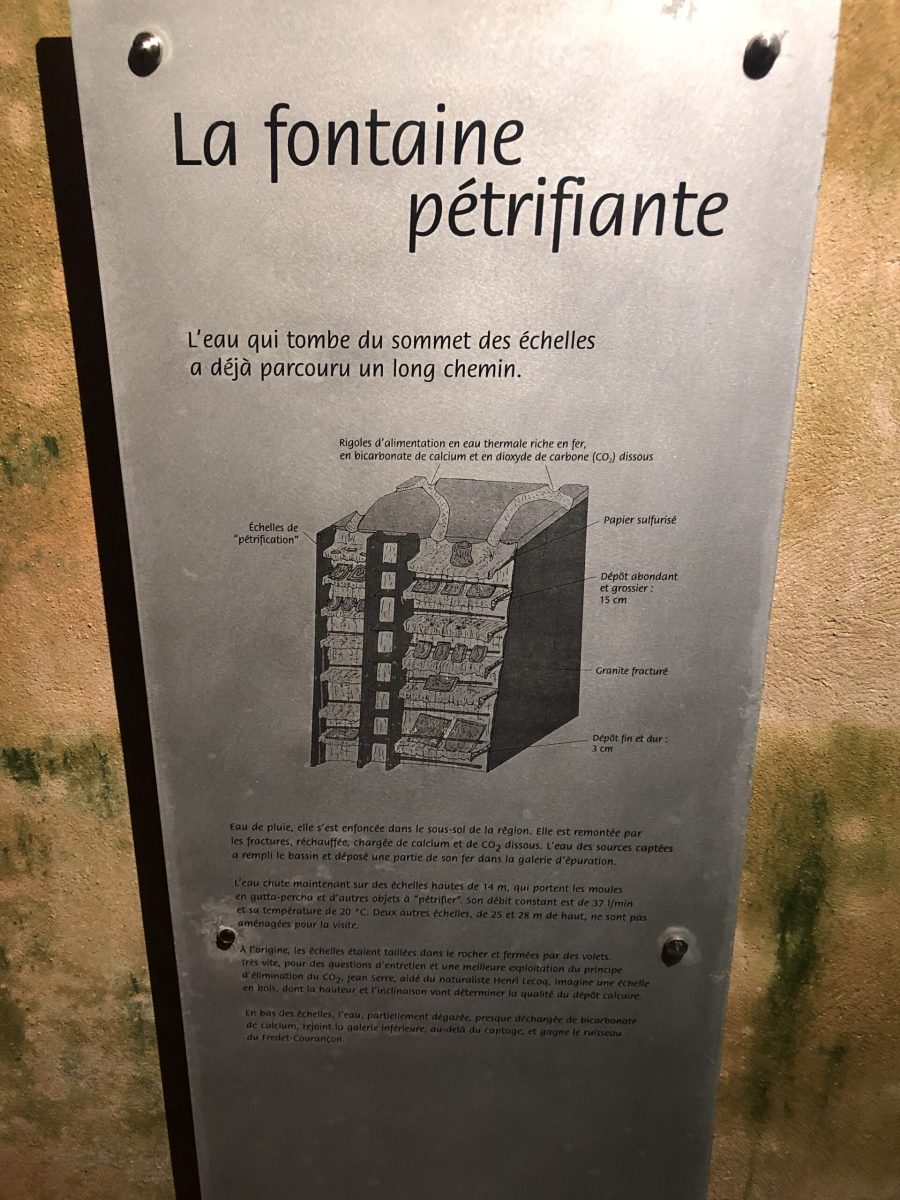 La fontaine
pétrifiante
L'eau qui tombe du sommet des échelles
a déjà parcouru un long chemin.
Rigoles d'alimentation en eau thermale riche en fer,
en bicarbonate de calcium et en dioxyde de carbone (CO₂) dissous
Échelles de
"pétrification"
Papier sulfurisé
Dépôt abondant
et grossier :
15 cm
Granite fracturé
Dépôt fin et dur :
3 cm
Eau de pluie, elle s'est enfoncée dans le sous-sol de la région. Elle est remontée par
les fractures, réchauffée, chargée de calcium et de CO₂ dissous. L'eau des sources captées
a rempli le bassin et déposé une partie de son fer dans la galerie d'épuration.
L'eau chute maintenant sur des échelles hautes de 14 m, qui portent les moules
en gutta-percha et d'autres objets à "pétrifier". Son débit constant est de 37 l/min
et sa température de 20 °C. Deux autres échelles, de 25 et 28 m de haut, ne sont pas
aménagées pour la visite.
À l'origine, les échelles étaient taillées dans le rocher et fermées par des volets.
Très vite, pour des questions d'entretien et une meilleure exploitation du principe
d'élimination du CO₂, Jean Serre, aidé du naturaliste Henri Lecoq, imagine une échelle
en bois, dont la hauteur et l'inclinaison vont déterminer la qualité du dépôt calcaire.
En bas des échelles, l'eau, partiellement dégazée, presque déchargée de bicarbonate
de calcium, rejoint la galerie inférieure, au-delà du captage, et gagne le ruisseau
du Fredet-Courançon.